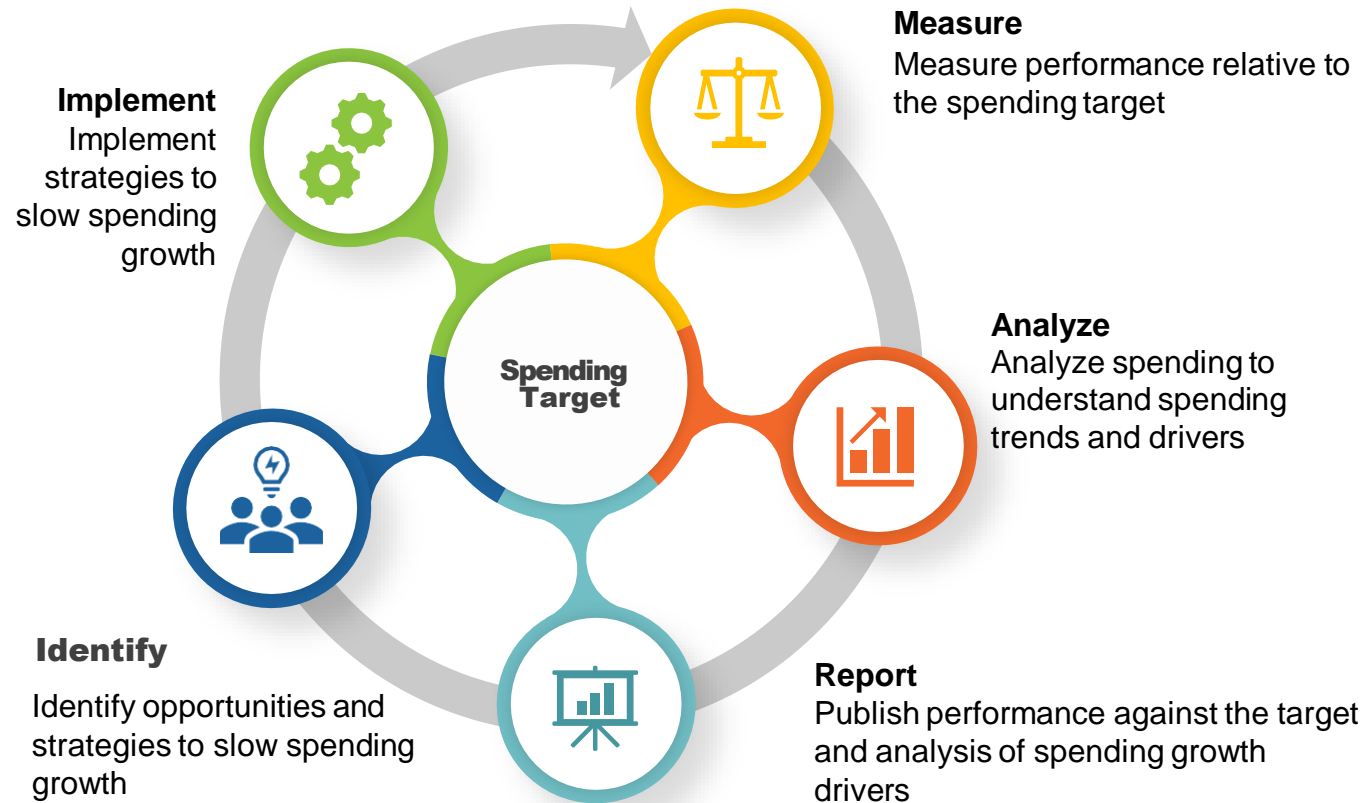 Measure
Measure performance relative to
the spending target
Implement
Implement
strategies to
slow spending
growth
Analyze
Analyze spending to
understand spending
trends and drivers
Spending
Target
Identify
Identify opportunities and
strategies to slow spending
growth
Report
Publish performance against the target
and analysis of spending growth
drivers